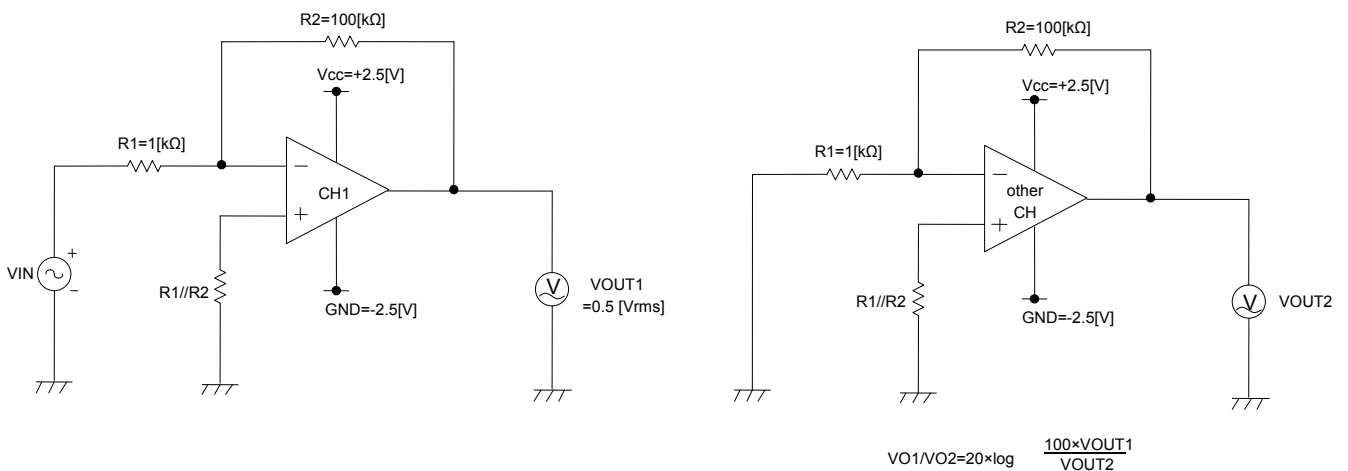 R2=100[kΩ]
Vcc=+2.5[V]
R1=1[kΩ]
−
CH1
+
VIN
+
−
R1//R2
GND=-2.5[V]
V
VOUT1
=0.5 [Vrms]
R2=100[kΩ]
Vcc=+2.5[V]
R1=1[kΩ]
−
other
CH
+
R1//R2
GND=-2.5[V]
V
VOUT2
VO1/VO2=20×log 100×VOUT1
VOUT2